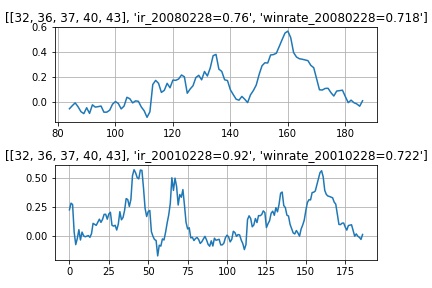 [[32, 36, 37, 40, 43], 'ir_20080228=0.76', 'winrate_20080228=0.718']
0.6
0.4
0.2
0.0
80 100 120 140 160 180
[[32, 36, 37, 40, 43], 'ir_20010228=0.92', 'winrate_20010228=0.722']
0.50
0.25
0.00
0 25 50 75 100 125 150 175